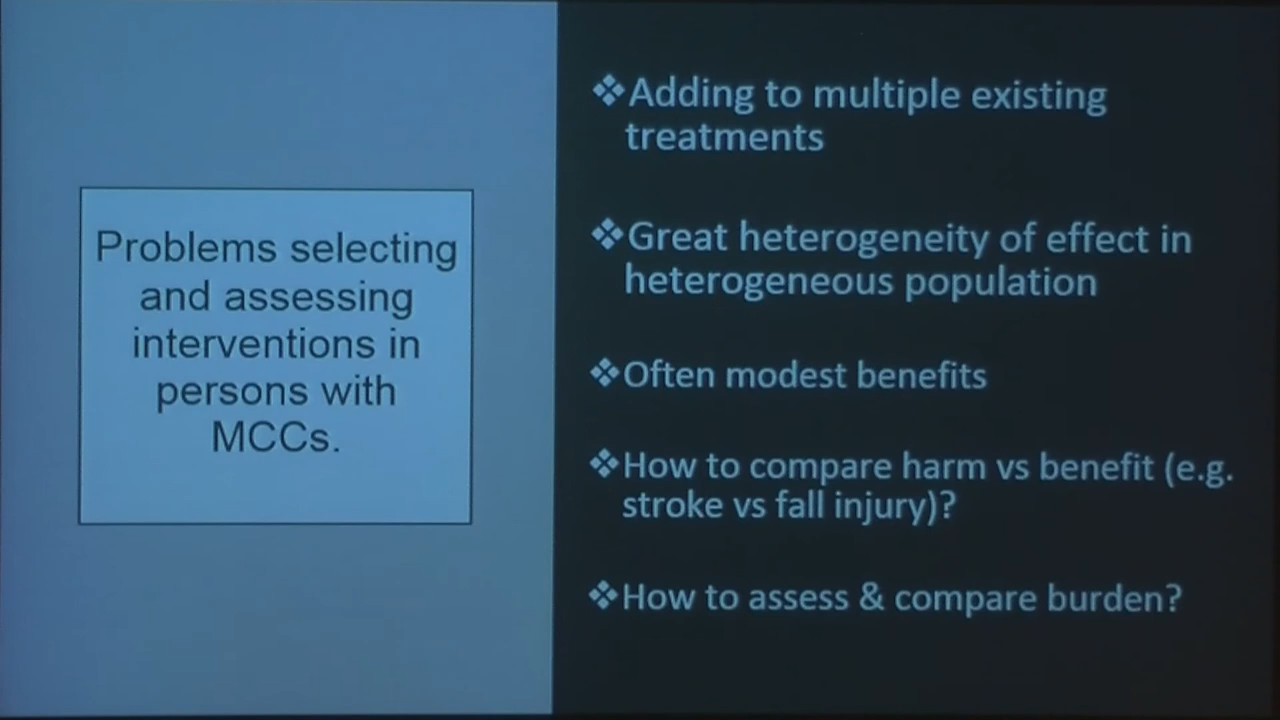 Problems selecting
and assessing
interventions in
persons with
MCCs.
❖Adding to multiple existing
treatments
❖Great heterogeneity of effect in
heterogeneous population
❖Often modest benefits
❖How to compare harm vs benefit (e.g.
stroke vs fall injury)?
❖How to assess & compare burden?